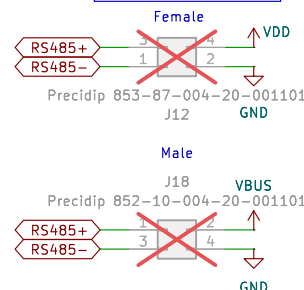 Female
VDD
RS485+ 3 4
RS485- 1 2
Precidip 853-87-004-20-001101
J12 GND
Male
J18
VBUS
Precidip 852-10-004-20-001101
RS485+ 1 2
RS485- 3 4
GND